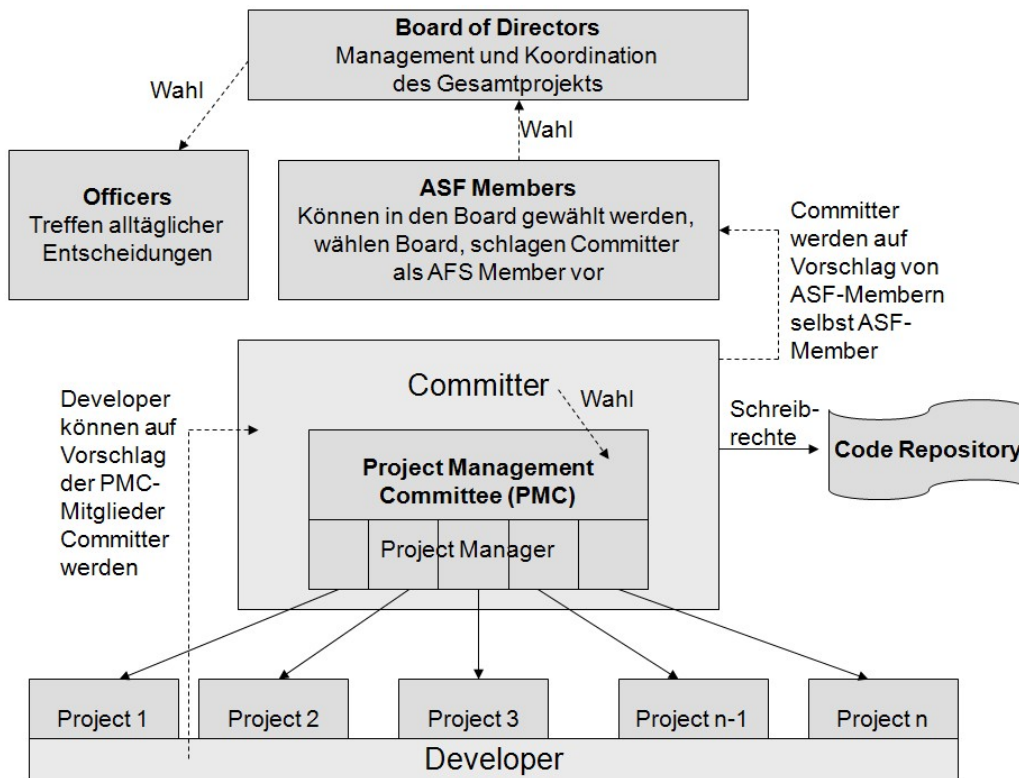 Board of Directors
Management und Koordination
des Gesamtprojekts
Wahl
Wahl
Officers
Treffen alltäglicher
Entscheidungen
ASF Members
Können in den Board gewählt werden,
wählen Board, schlagen Committer
als AFS Member vor
Committer
werden auf
Vorschlag von
ASF-Membern
selbst ASF-
Member
Developer
können auf
Vorschlag
der PMC-
Mitglieder
Committer
werden
Committer
Wahl
Project Management
Committee (PMC)
Project Manager
Schreib-
rechte
Code Repository
Project 1
Project 2
Project 3
Project n-1
Project n
Developer